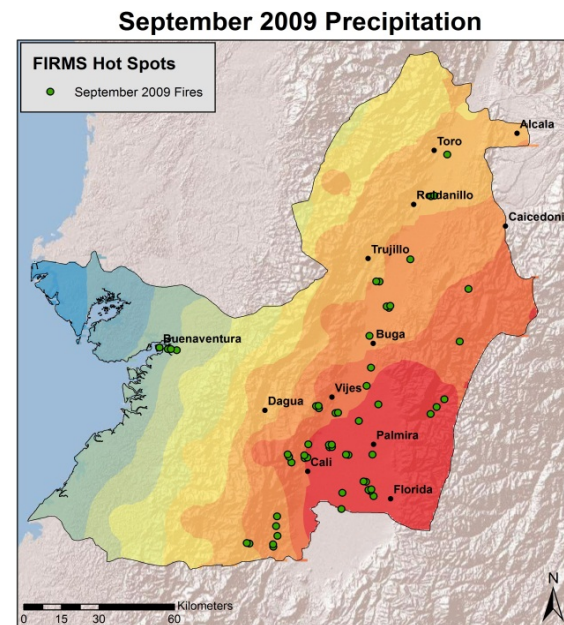 September 2009 Precipitation
FIRMS Hot Spots
September 2009 Fires
Alcala
Toro
Roldanillo
Caicedoni
Trujillo
Buenaventura
Buga
Vijes
Dagua
Palmira
Cali
Florida
N
Kilometers
0 15 30 60